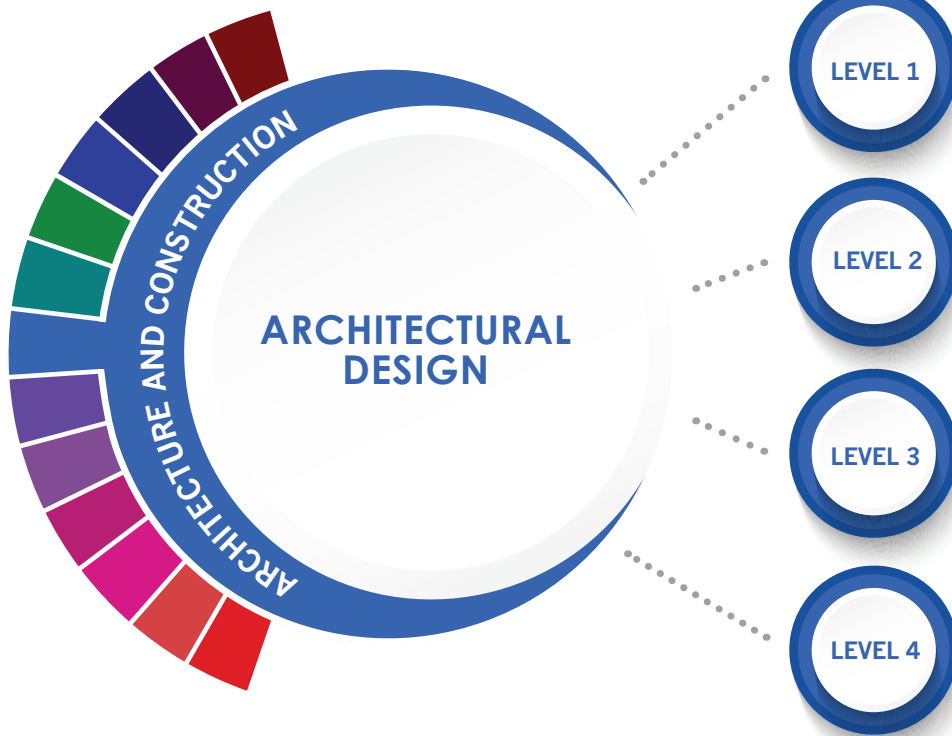 ARCHITECTURE AND CONSTRUCTION
ARCHITECTURAL
DESIGN
LEVEL 1
LEVEL 2
LEVEL 3
LEVEL 4